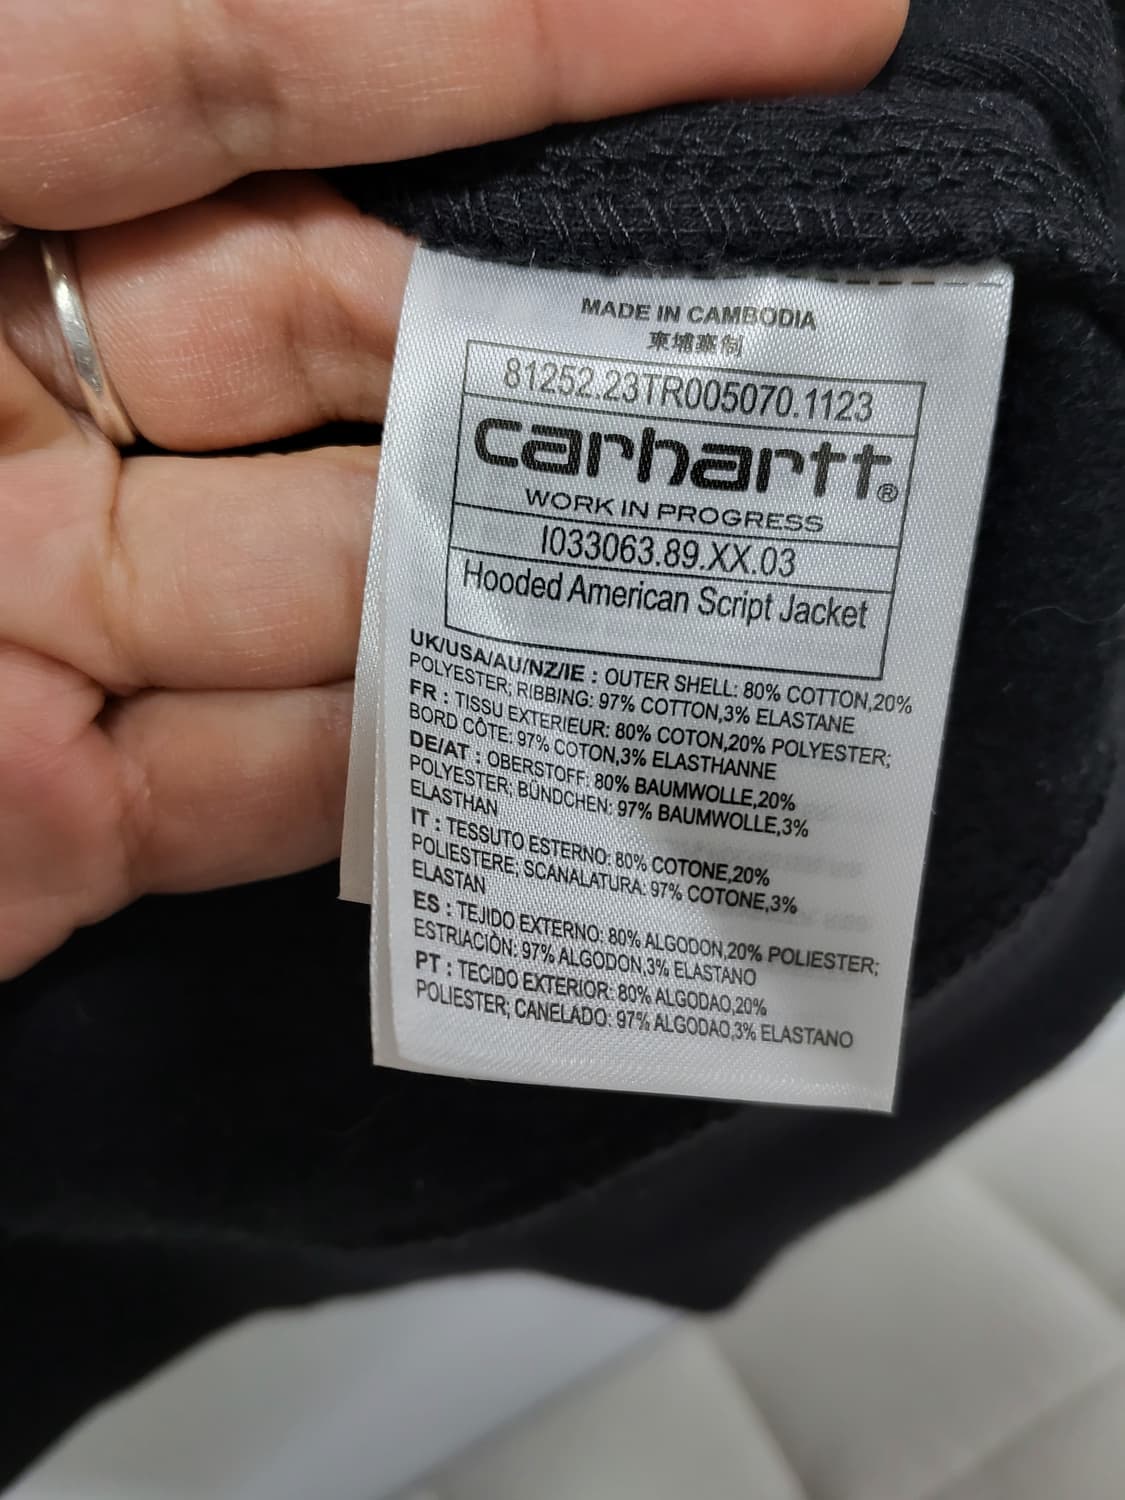 MADE IN CAMBODIA
柬埔寨制
81252.23TR005070.1123
carhartt®
WORK IN PROGRESS
I033063.89.XX.03
Hooded American Script Jacket
UK/USA/AU/NZ/IE : OUTER SHELL: 80% COTTON,20%
POLYESTER; RIBBING: 97% COTTON,3% ELASTANE
FR : TISSU EXTERIEUR: 80% COTON,20% POLYESTER;
BORD CÔTE: 97% COTON,3% ELASTHANNE
DE/AT : OBERSTOFF: 80% BAUMWOLLE,20%
POLYESTER; BÜNDCHEN: 97% BAUMWOLLE,3%
ELASTHAN
IT : TESSUTO ESTERNO: 80% COTONE,20%
POLIESTERE; SCANALATURA: 97% COTONE,3%
ELASTAN
ES : TEJIDO EXTERNO: 80% ALGODON,20% POLIESTER;
ESTRIACIÒN: 97% ALGODON,3% ELASTANO
PT : TECIDO EXTERIOR: 80% ALGODAO,20%
POLIESTER; CANELADO: 97% ALGODAO,3% ELASTANO